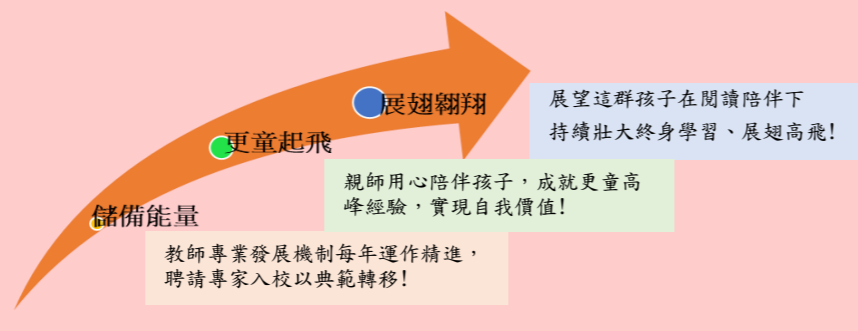 展翅翱翔
展望這群孩子在閱讀陪伴下
持續壯大終身學習、展翅高飛!
更童起飛
親師用心陪伴孩子，成就更童高
峰經驗，實現自我價值!
儲備能量
教師專業發展機制每年運作精進，
聘請專家入校以典範轉移!